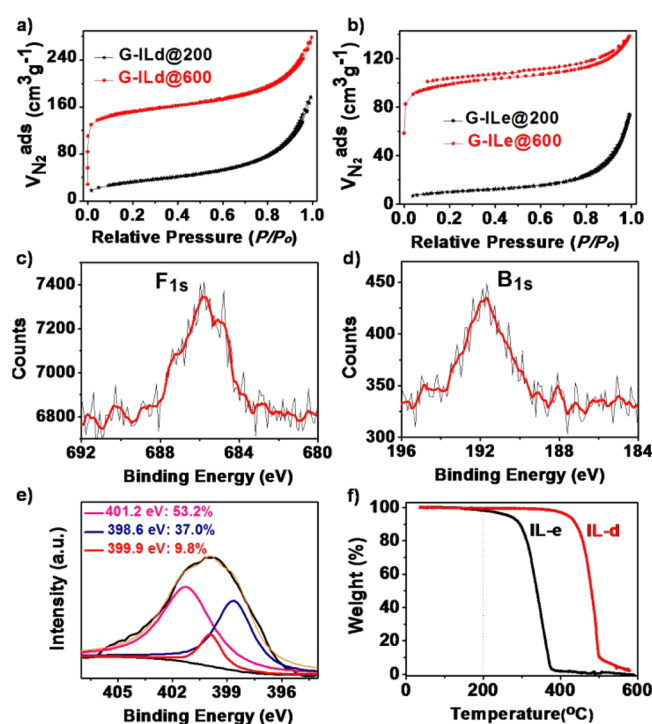 a)
V_N2 ads (cm³g⁻¹)
240
160
80
0
G-ILd@200
G-ILd@600
0.0 0.2 0.4 0.6 0.8 1.0
Relative Pressure (P/Po)
b)
V_N2 ads (cm³g⁻¹)
120
80
40
0
G-ILe@200
G-ILe@600
0.0 0.2 0.4 0.6 0.8 1.0
Relative Pressure (P/Po)
c)
F1s
Counts
7400
7200
7000
6800
692 688 684 680
Binding Energy (eV)
d)
B1s
Counts
450
400
350
300
196 192 188 184
Binding Energy (eV)
e)
401.2 eV: 53.2%
398.6 eV: 37.0%
399.9 eV: 9.8%
Intensity (a.u.)
405 402 399 396
Binding Energy (eV)
f)
Weight (%)
100
80
60
40
20
0
IL-e
IL-d
0 200 400 600
Temperature(°C)